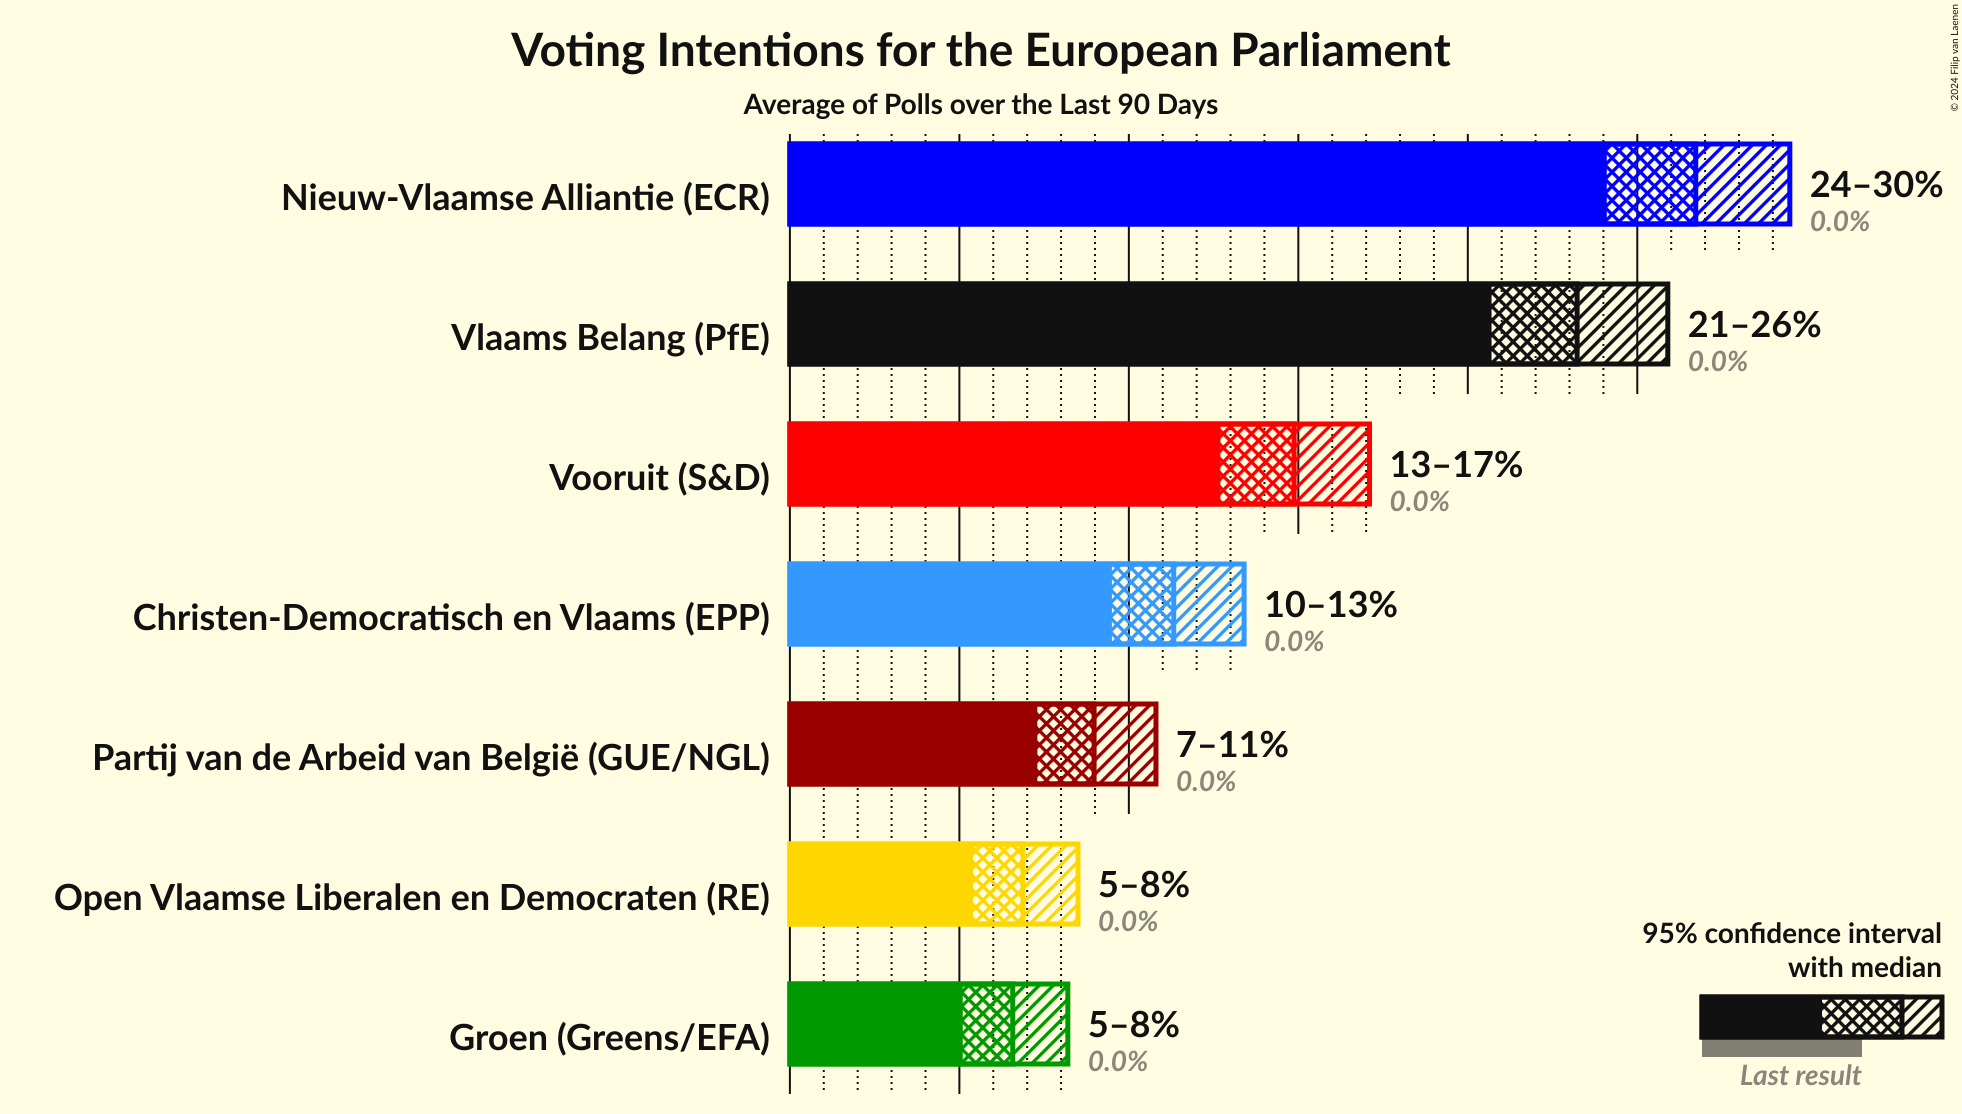 Voting Intentions for the European Parliament
Average of Polls over the Last 90 Days
© 2024 Filip van Laenen
Nieuw-Vlaamse Alliantie (ECR)
24–30%
0.0%
Vlaams Belang (PfE)
21–26%
0.0%
Vooruit (S&D)
13–17%
0.0%
Christen-Democratisch en Vlaams (EPP)
10–13%
0.0%
Partij van de Arbeid van België (GUE/NGL)
7–11%
0.0%
Open Vlaamse Liberalen en Democraten (RE)
5–8%
0.0%
Groen (Greens/EFA)
5–8%
0.0%
95% confidence interval
with median
Last result